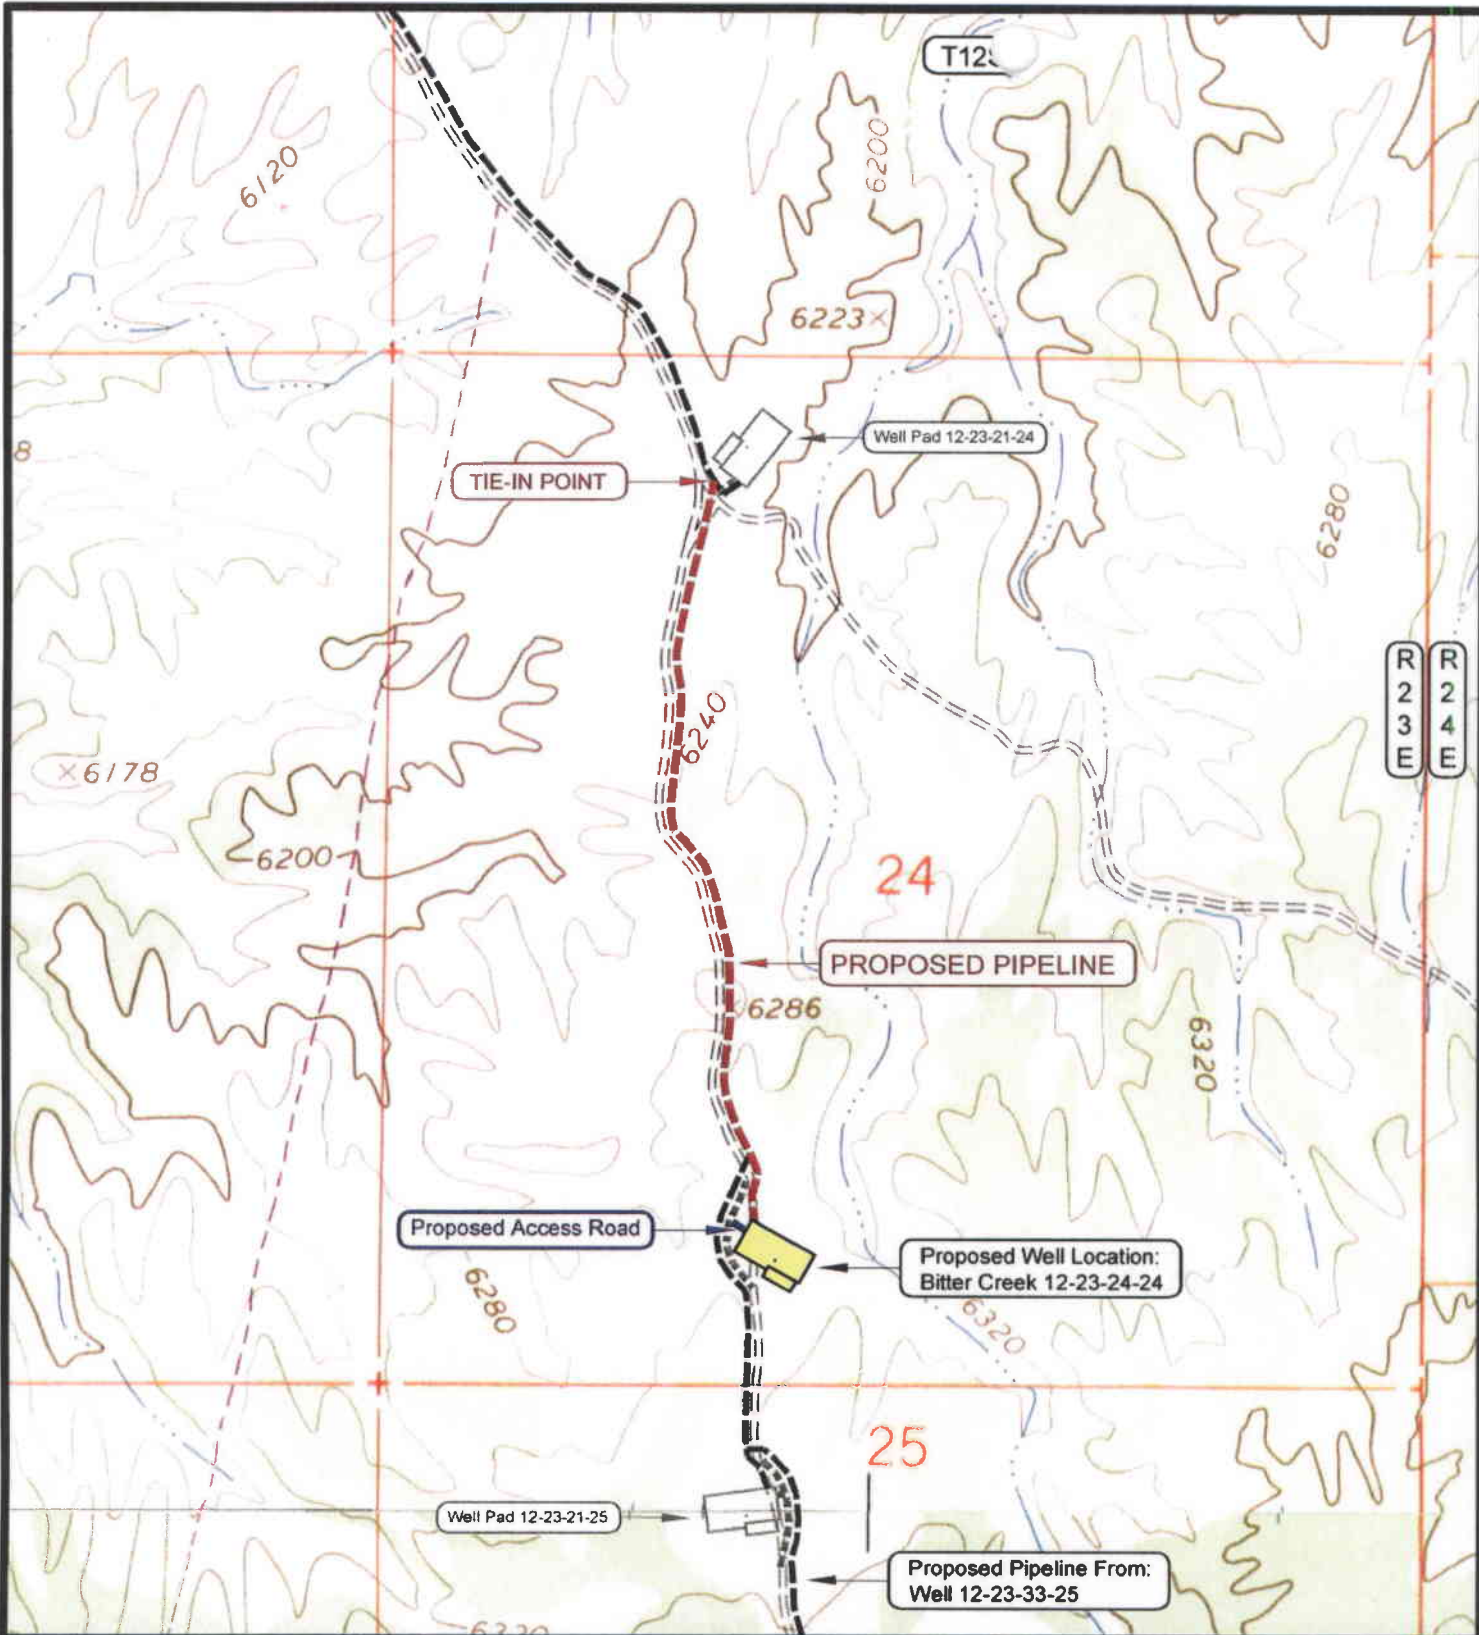 6120
6200
6223
8
Well Pad 12-23-21-24
TIE-IN POINT
6280
R
2
3
E
R
2
4
E
6240
6178
6200
24
PROPOSED PIPELINE
6286
6320
Proposed Access Road
Proposed Well Location:
Bitter Creek 12-23-24-24
6280
6320
25
Well Pad 12-23-21-25
Proposed Pipeline From:
Well 12-23-33-25